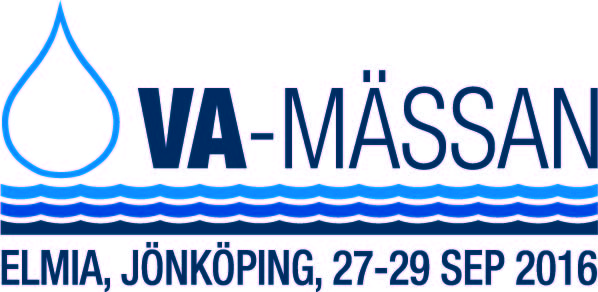 VA-MÄSSAN
ELMIA, JÖNKÖPING, 27-29 SEP 2016